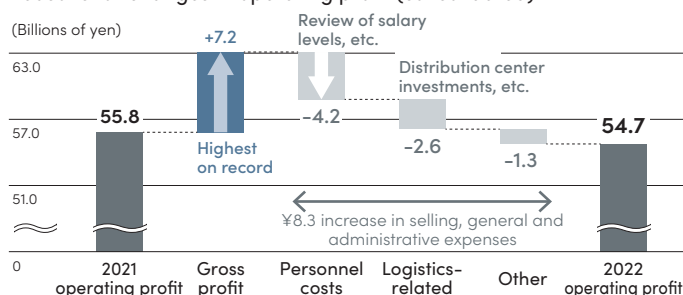 (Billions of yen)
+7.2
Review of salary
levels, etc.
63.0
Distribution center
investments, etc.
55.8
−4.2
54.7
57.0
−2.6
−1.3
Highest
on record
51.0
¥8.3 increase in selling, general and
administrative expenses
0
2021
operating profit
Gross
profit
Personnel
costs
Logistics-
related
Other
2022
operating profit